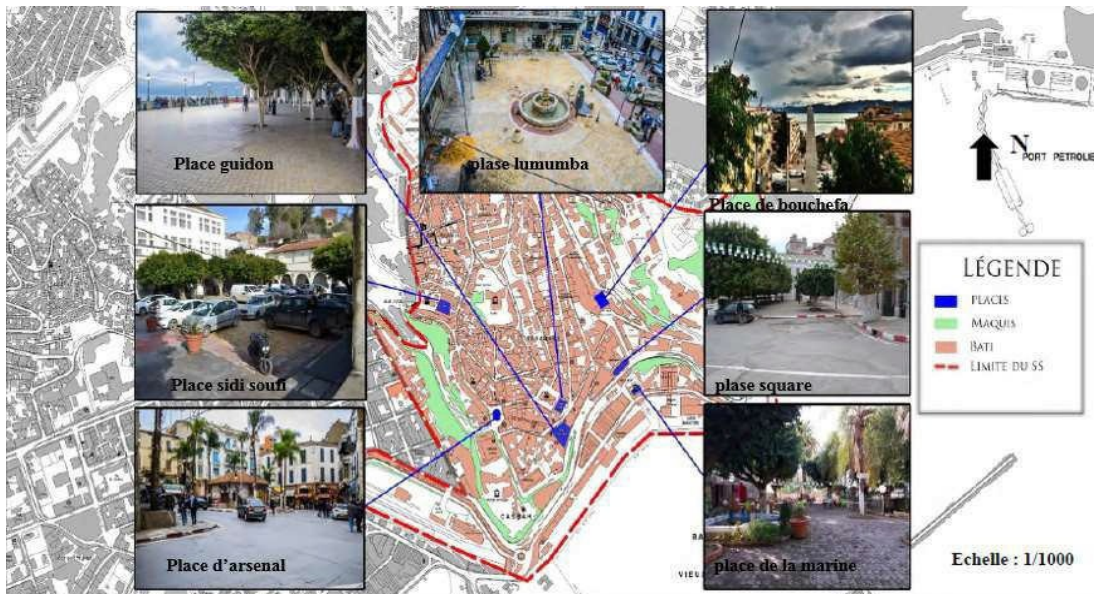 Place guidon
plase lumumba
Place de bouchefa
N
PORT PETROLIE
Place sidi soufi
plase square
LÉGENDE
PLACES
MAQUIS
BATI
LIMITE DU SS
Place d’arsenal
CASBAH
place de la marine
VIEU
Echelle : 1/1000